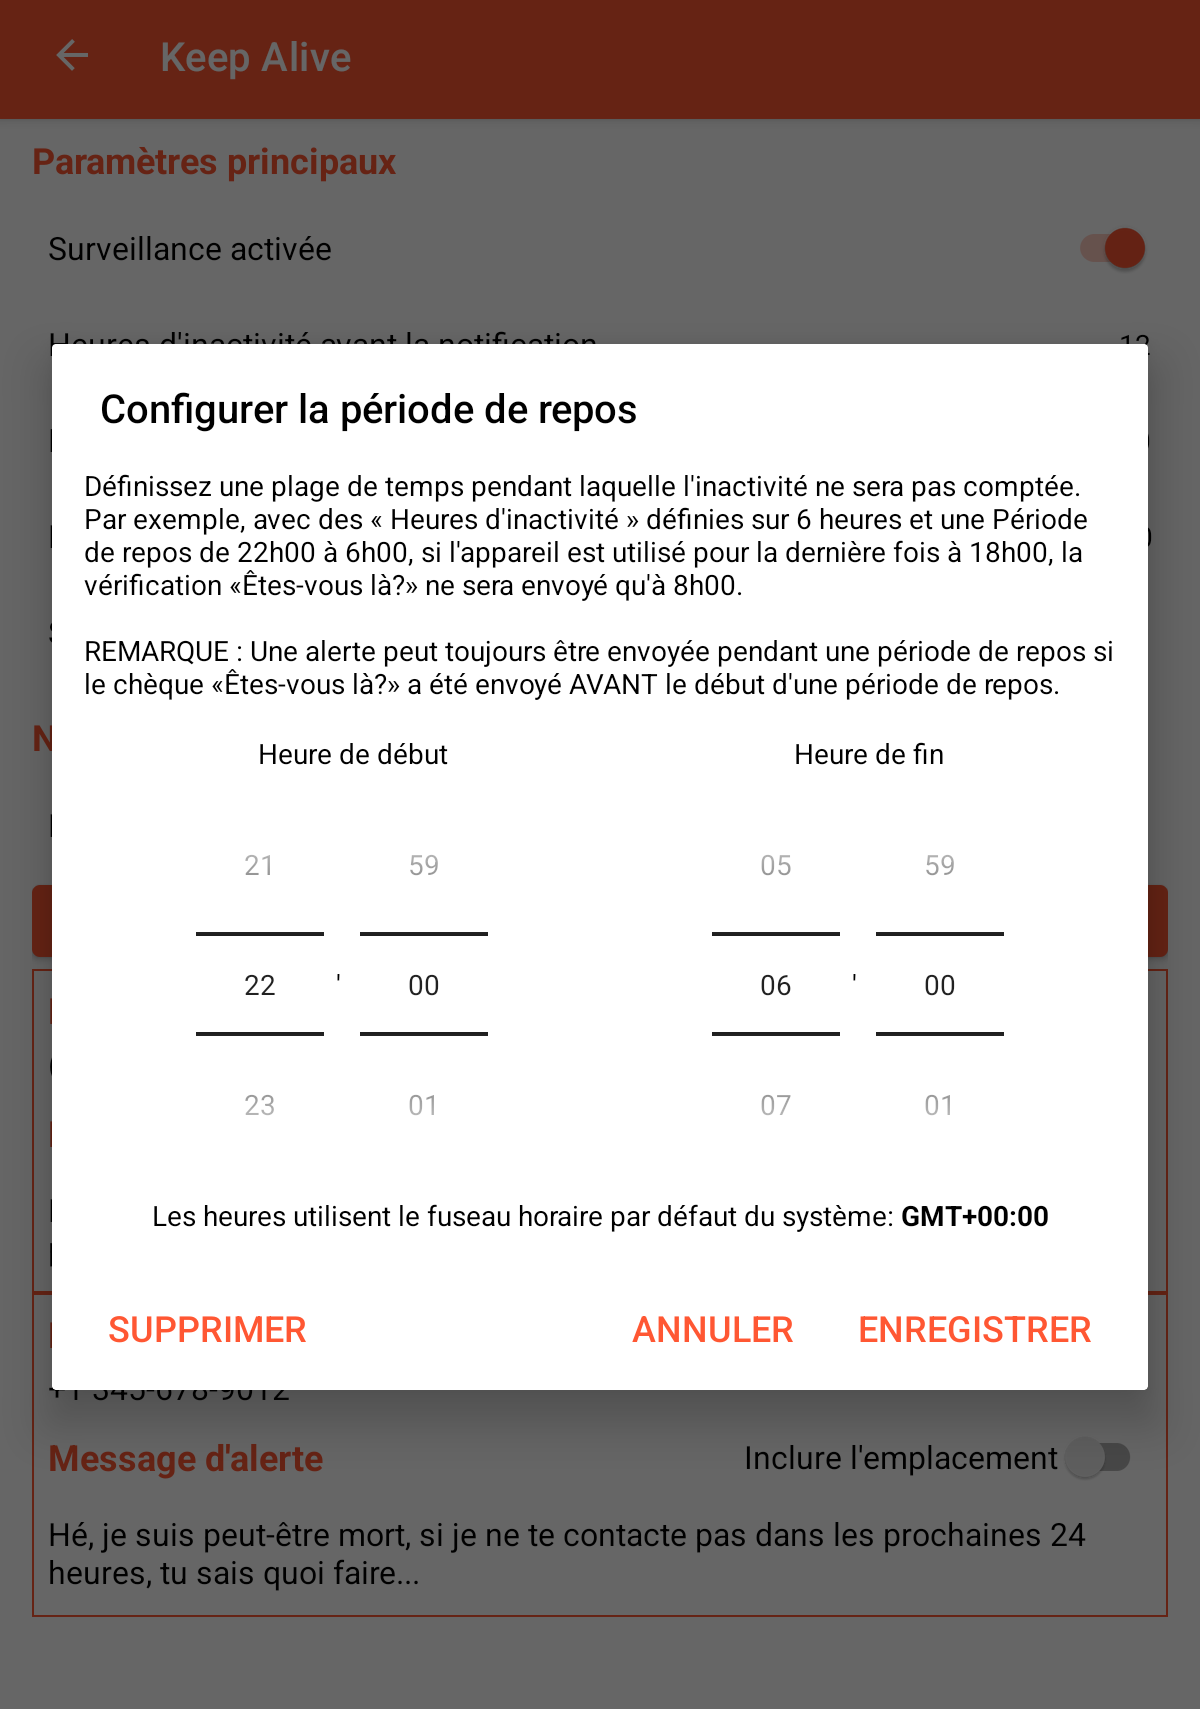 Keep Alive
Paramètres principaux
Surveillance activée
Heures d'inactivité avant la notification 12
Configurer la période de repos
Définissez une plage de temps pendant laquelle l'inactivité ne sera pas comptée.
Par exemple, avec des « Heures d'inactivité » définies sur 6 heures et une Période
de repos de 22h00 à 6h00, si l'appareil est utilisé pour la dernière fois à 18h00, la
vérification «Êtes-vous là?» ne sera envoyé qu'à 8h00.
REMARQUE : Une alerte peut toujours être envoyée pendant une période de repos si
le chèque «Êtes-vous là?» a été envoyé AVANT le début d'une période de repos.
Heure de début Heure de fin
21 59 05 59
22 ' 00 06 ' 00
23 01 07 01
Les heures utilisent le fuseau horaire par défaut du système: GMT+00:00
SUPPRIMER ANNULER ENREGISTRER
+1 345-678-9012
Message d'alerte Inclure l'emplacement
Hé, je suis peut-être mort, si je ne te contacte pas dans les prochaines 24
heures, tu sais quoi faire...